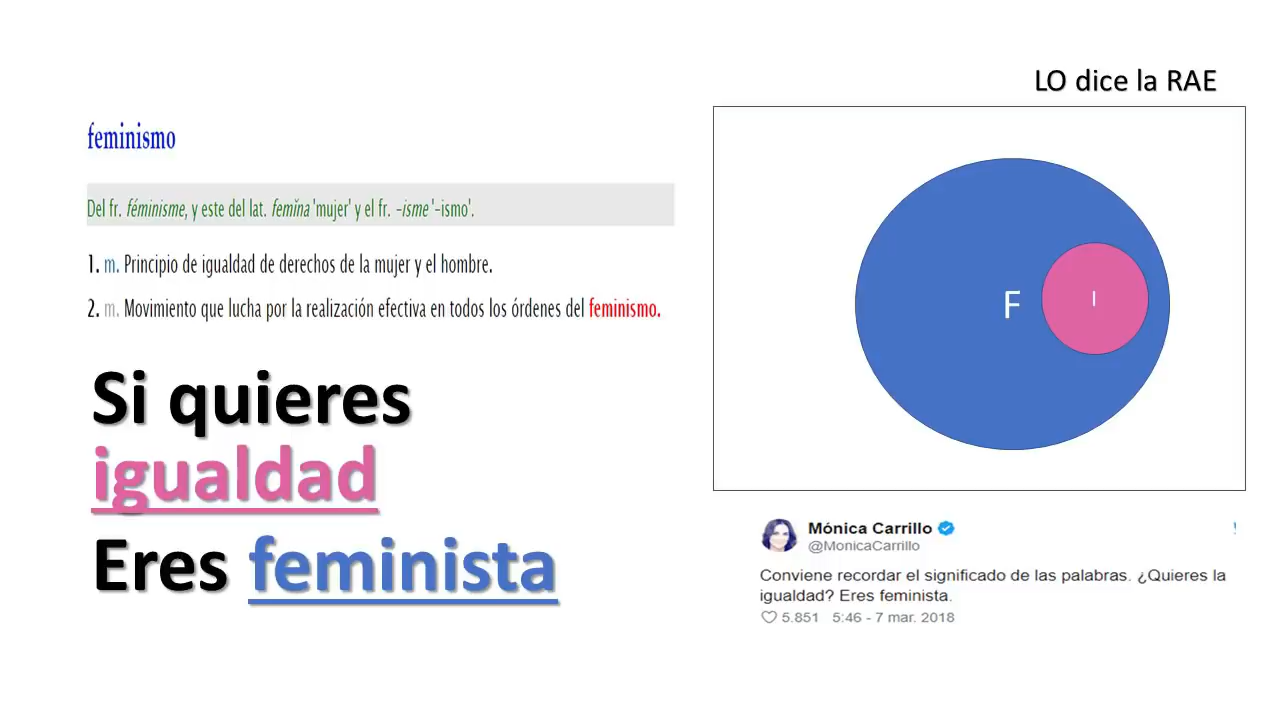 LO dice la RAE
feminismo
Del fr. féminisme, y este del lat. femĭna 'mujer' y el fr. -isme '-ismo'.
1. m. Principio de igualdad de derechos de la mujer y el hombre.
2. m. Movimiento que lucha por la realización efectiva en todos los órdenes del feminismo.
Si quieres
igualdad
Eres feminista
F
I
Mónica Carrillo
@MonicaCarrillo
Conviene recordar el significado de las palabras. ¿Quieres la
igualdad? Eres feminista.
5.851 5:46 - 7 mar. 2018